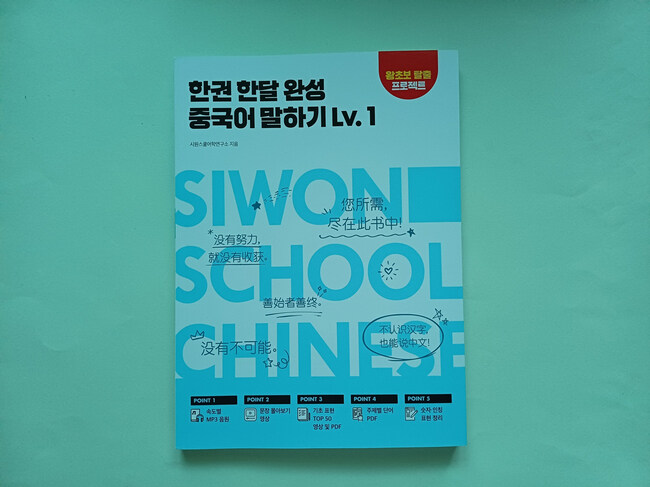 왕초보 탈출
프로젝트
한권 한달 완성
중국어 말하기 Lv. 1
시원스쿨어학연구소 지음
SIWON
您所需,
尽在此书中!
没有努力,
就没有收获。
SCHOOL
善始者善终。
CHINESE
不认识汉字,
也能说中文!
没有不可能。
POINT 1
속도별
MP3 음원
POINT 2
문장 몰아보기
영상
POINT 3
기초 표현
TOP 50
영상 및 PDF
POINT 4
주제별 단어
PDF
POINT 5
숫자·인칭
표현 정리